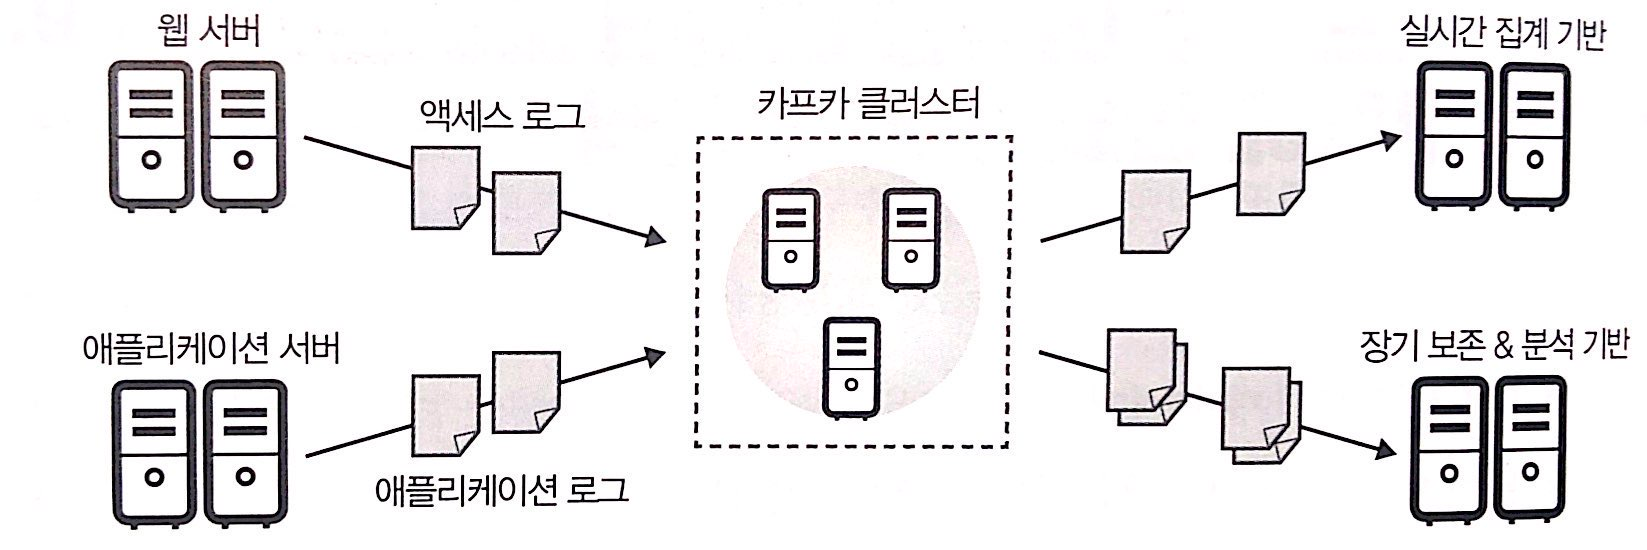 웹 서버
액세스 로그
애플리케이션 서버
애플리케이션 로그
카프카 클러스터
실시간 집계 기반
장기 보존 & 분석 기반